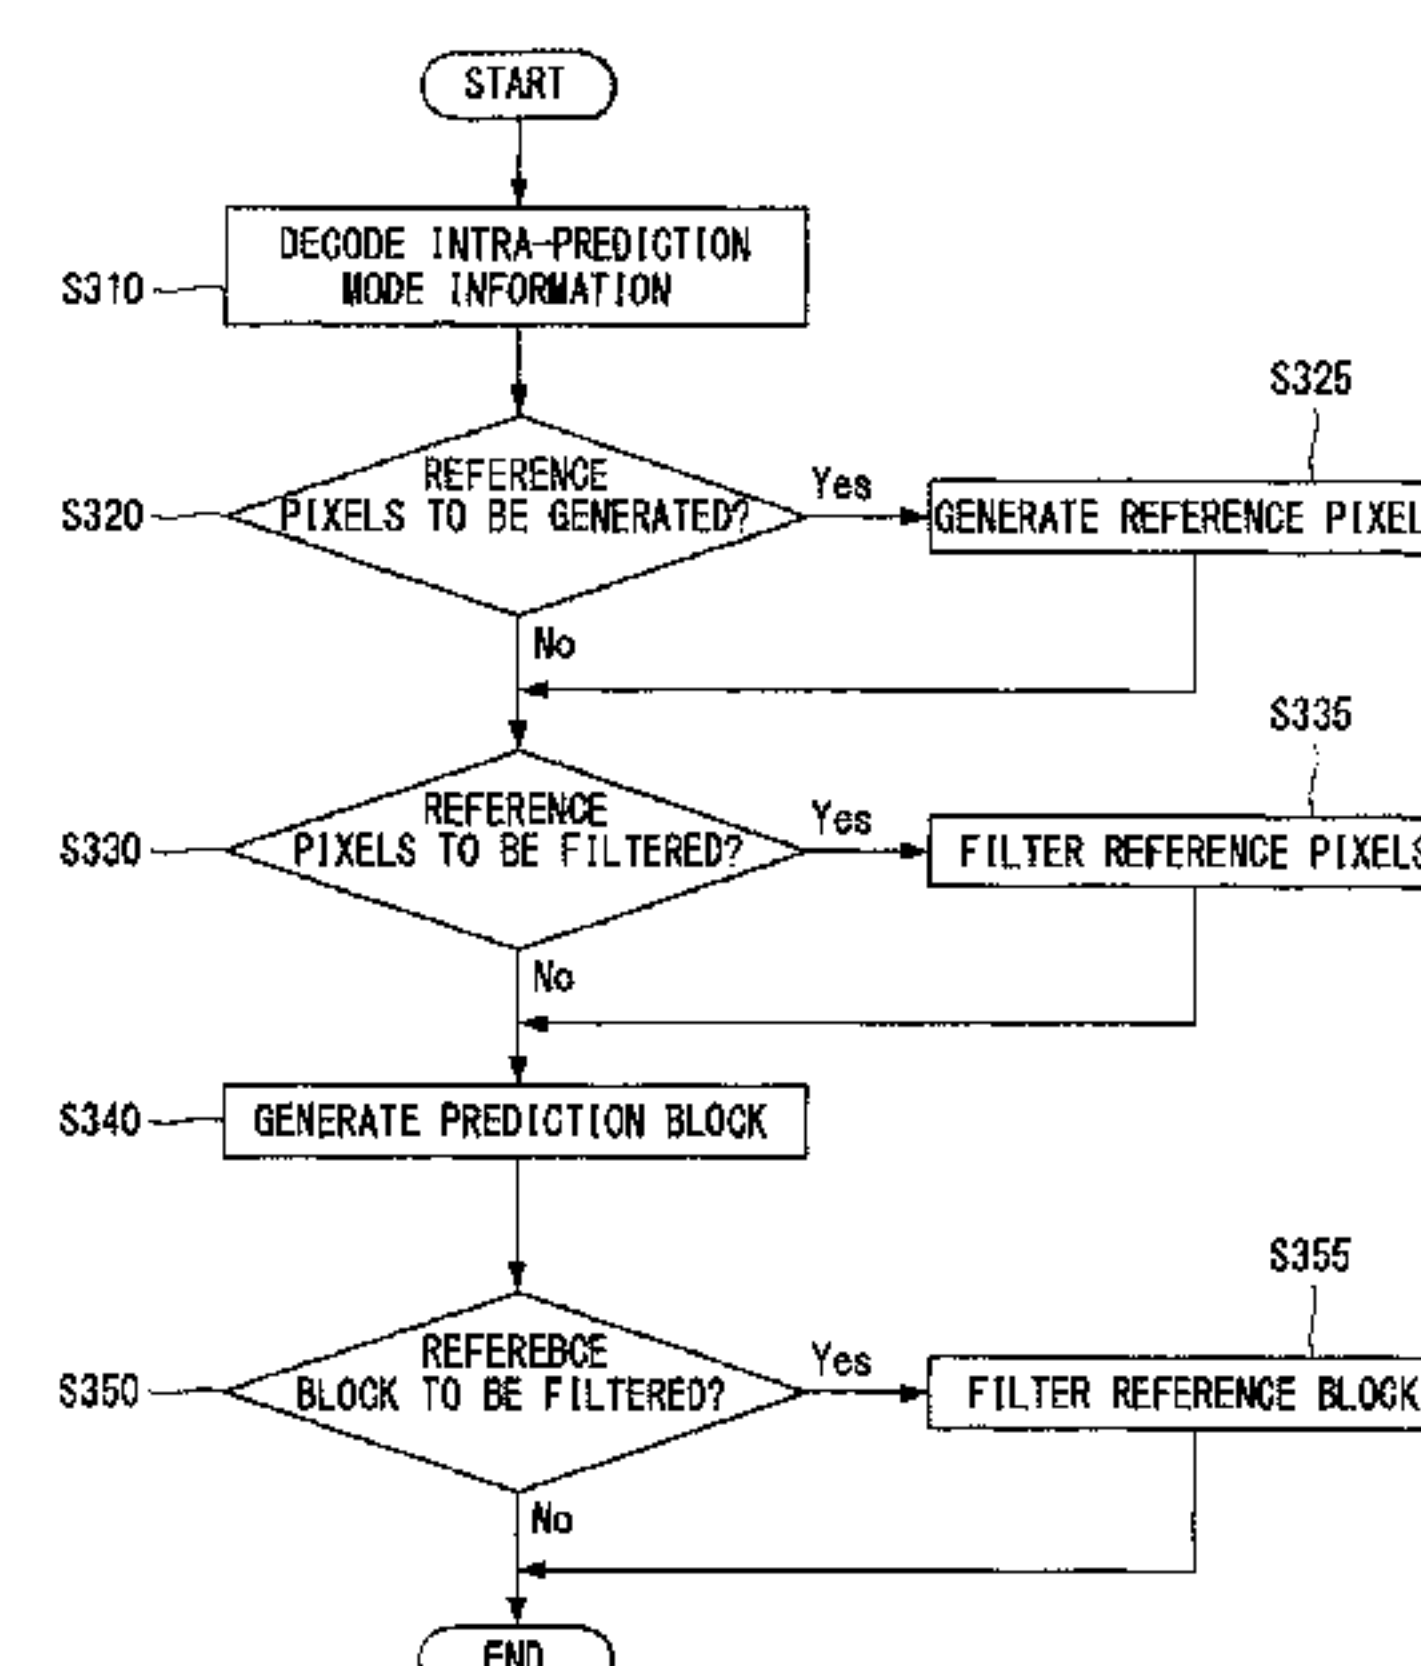 START
DECODE INTRA-PREDICTION
MODE INFORMATION
S310
S325
REFERENCE
PIXELS TO BE GENERATED?
S320
Yes
GENERATE REFERENCE PIXEL
No
S335
REFERENCE
PIXELS TO BE FILTERED?
S330
Yes
FILTER REFERENCE PIXELS
No
S340
GENERATE PREDICTION BLOCK
S355
REFEREBCE
BLOCK TO BE FILTERED?
S350
Yes
FILTER REFERENCE BLOCK
No
END